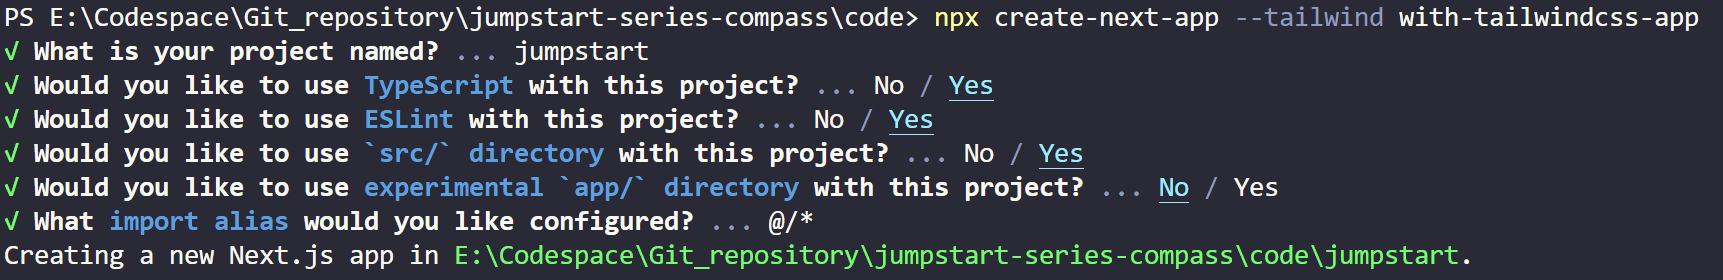 PS E:\Codespace\Git_repository\jumpstart-series-compass\code> npx create-next-app --tailwind with-tailwindcss-app
√ What is your project named? ... jumpstart
√ Would you like to use TypeScript with this project? ... No / Yes
√ Would you like to use ESLint with this project? ... No / Yes
√ Would you like to use `src/` directory with this project? ... No / Yes
√ Would you like to use experimental `app/` directory with this project? ... No / Yes
√ What import alias would you like configured? ... @/*
Creating a new Next.js app in E:\Codespace\Git_repository\jumpstart-series-compass\code\jumpstart.